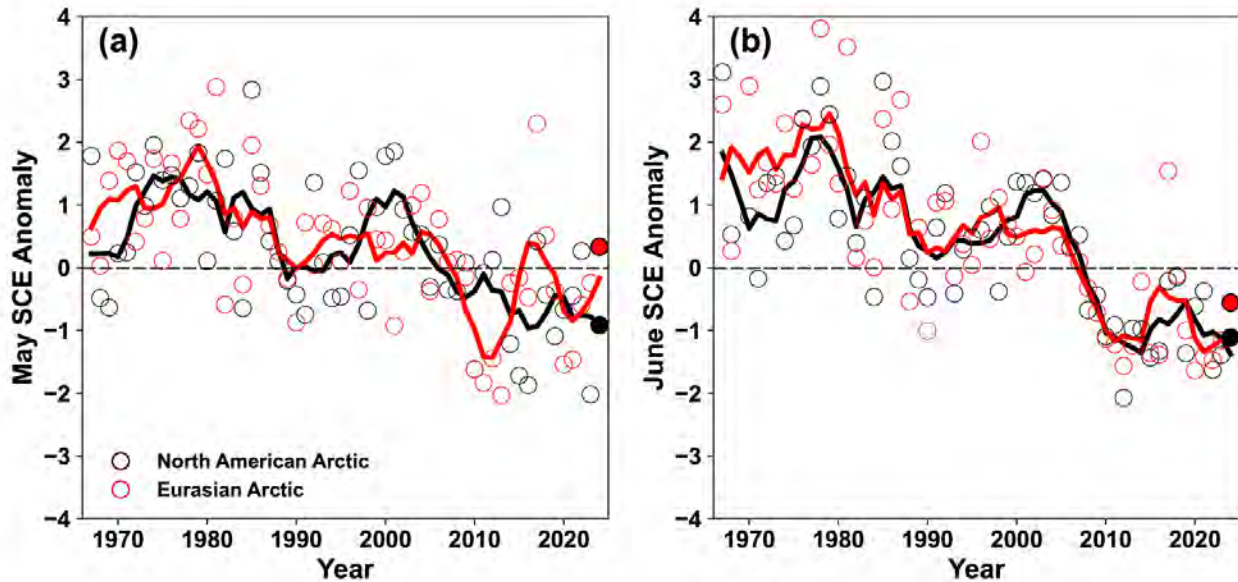 (a)
4
3
2
1
0
−1
−2
−3
−4
May SCE Anomaly
North American Arctic
Eurasian Arctic
1970 1980 1990 2000 2010 2020
Year
(b)
4
3
2
1
0
−1
−2
−3
−4
June SCE Anomaly
1970 1980 1990 2000 2010 2020
Year